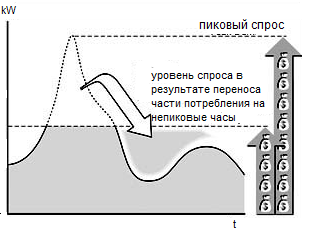 kW
пиковый спрос
уровень спроса в
результате переноса
части потребления на
непиковые часы
t